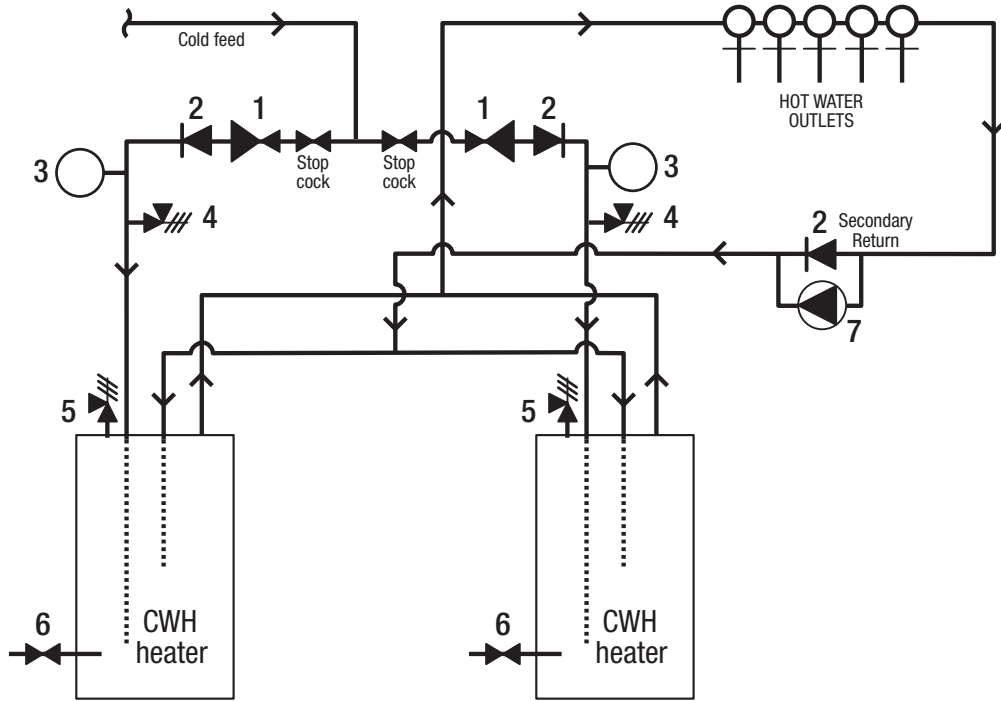 Cold feed
2
1
1
2
HOT WATER
OUTLETS
Stop
cock
Stop
cock
3
3
4
4
2
Secondary
Return
7
5
5
6
CWH
heater
6
CWH
heater